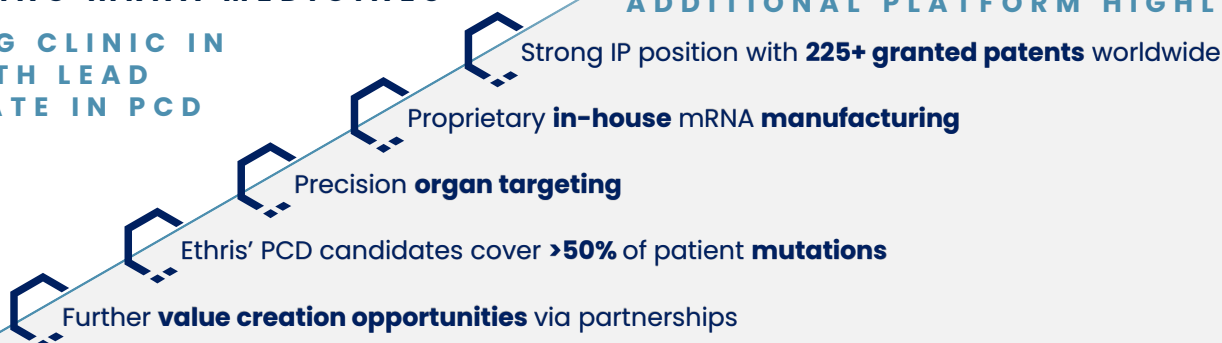 ADDITIONAL PLATFORM
G CLINIC IN
TH LEAD
ATE IN PCD
Strong IP position with 225+ granted patents worldwide
Proprietary in-house mRNA manufacturing
Precision organ targeting
Ethris’ PCD candidates cover >50% of patient mutations
Further value creation opportunities via partnerships